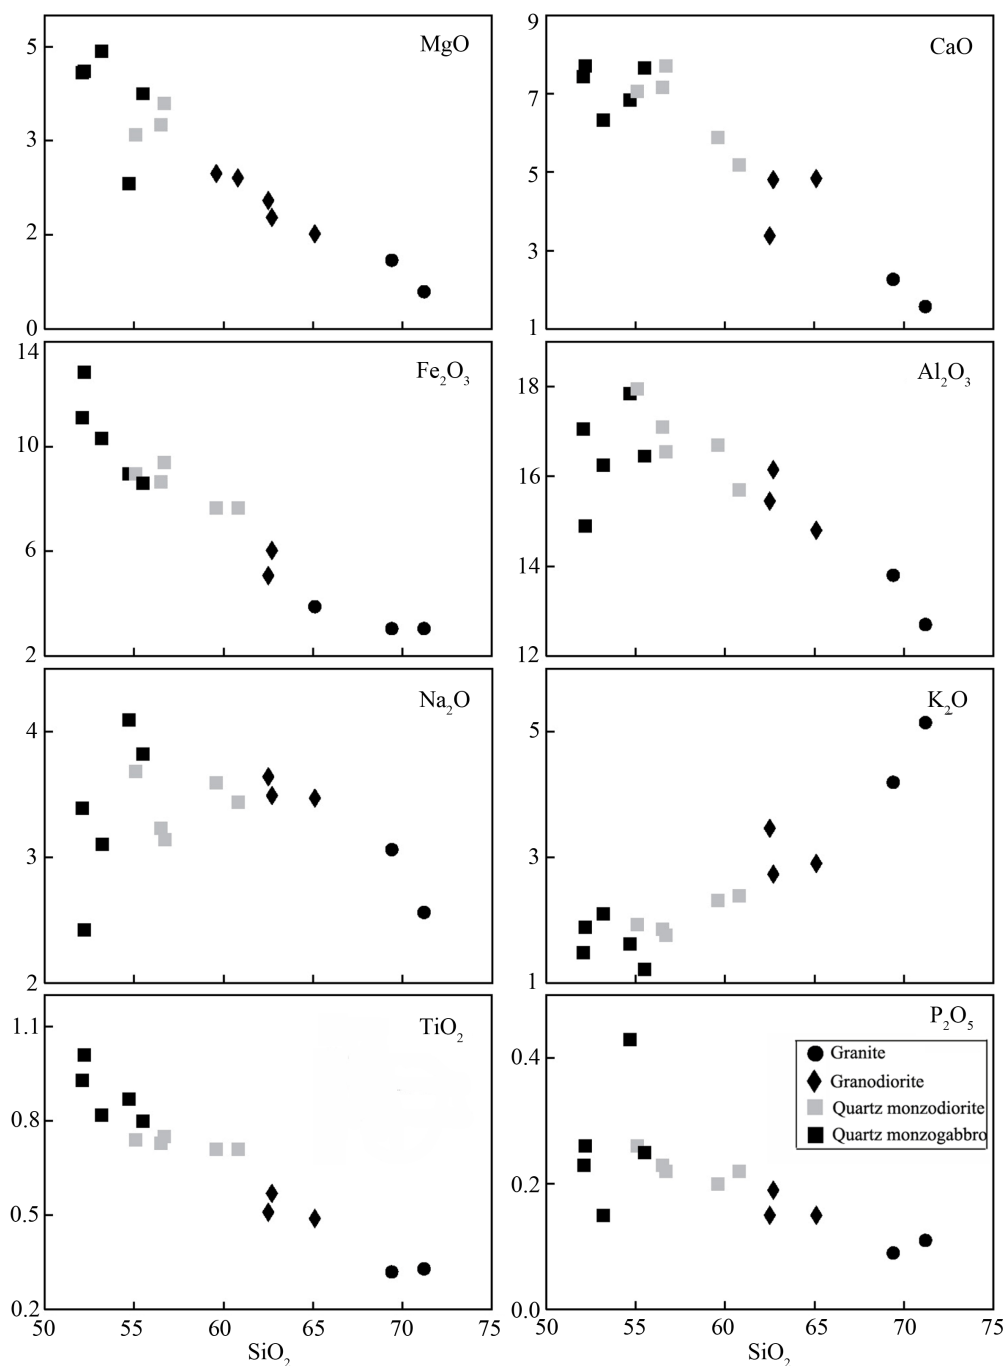 MgO
5
3
2
0
CaO
9
7
5
3
1
Fe₂O₃
14
10
6
2
Al₂O₃
18
16
14
12
Na₂O
4
3
2
K₂O
5
3
1
TiO₂
1.1
0.8
0.5
0.2
50 55 60 65 70 75
SiO₂
P₂O₅
0.4
0.2
0.0
Granite
Granodiorite
Quartz monzodiorite
Quartz monzogabbro
50 55 60 65 70 75
SiO₂